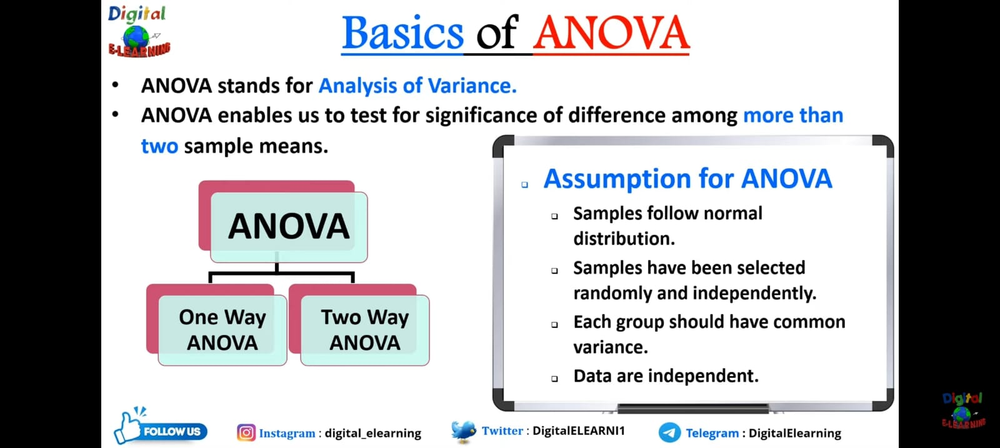 Digital
E-LEARNING
Basics of ANOVA
• ANOVA stands for Analysis of Variance.
• ANOVA enables us to test for significance of difference among more than
two sample means.
ANOVA
One Way
ANOVA
Two Way
ANOVA
Assumption for ANOVA
Samples follow normal
distribution.
Samples have been selected
randomly and independently.
Each group should have common
variance.
Data are independent.
FOLLOW US
Instagram : digital_elearning
Twitter : DigitalELEARNI1
Telegram : DigitalElearning
Digital
E-LEARNING